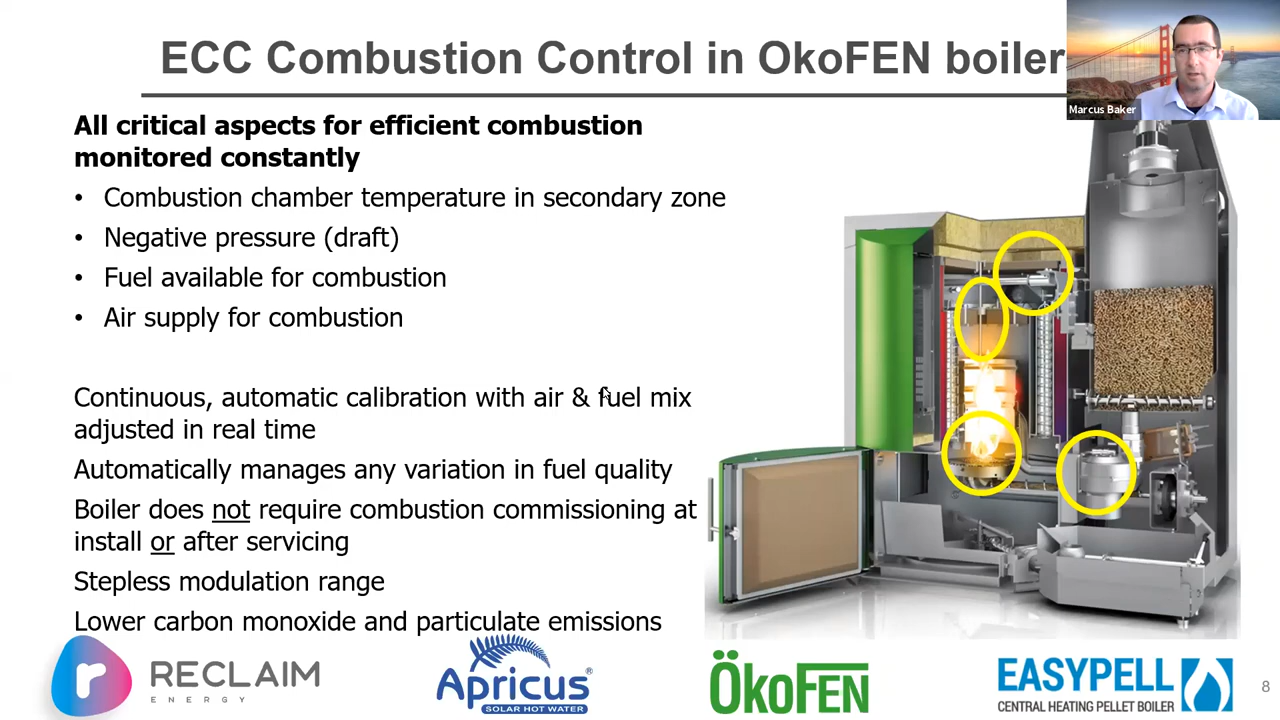 ECC Combustion Control in OkoFEN boiler
Marcus Baker
All critical aspects for efficient combustion
monitored constantly
• Combustion chamber temperature in secondary zone
• Negative pressure (draft)
• Fuel available for combustion
• Air supply for combustion
Continuous, automatic calibration with air & fuel mix
adjusted in real time
Automatically manages any variation in fuel quality
Boiler does not require combustion commissioning at
install or after servicing
Stepless modulation range
Lower carbon monoxide and particulate emissions
r RECLAIM
ENERGY
Apricus®
SOLAR HOT WATER
ÖkoFEN
EASYPELL
CENTRAL HEATING PELLET BOILER
8